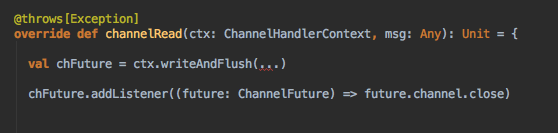 @throws[Exception]
override def channelRead(ctx: ChannelHandlerContext, msg: Any): Unit = {
val chFuture = ctx.writeAndFlush(...)
chFuture.addListener((future: ChannelFuture) => future.channel.close)